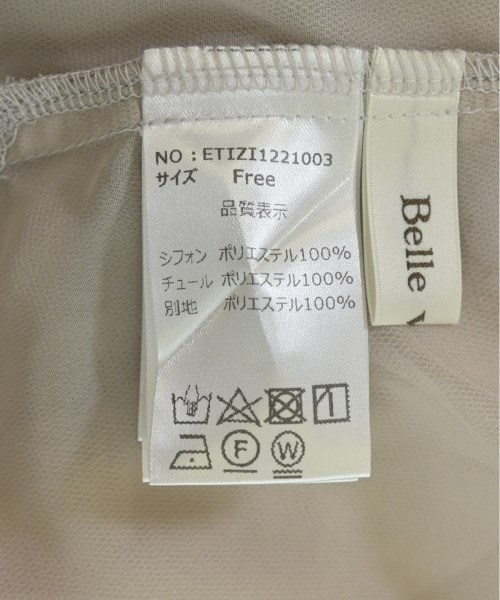 NO : ETIZI1221003
サイズ Free
品質表示
シフォン ポリエステル100%
チュール ポリエステル100%
別地 ポリエステル100%
F W
Belle